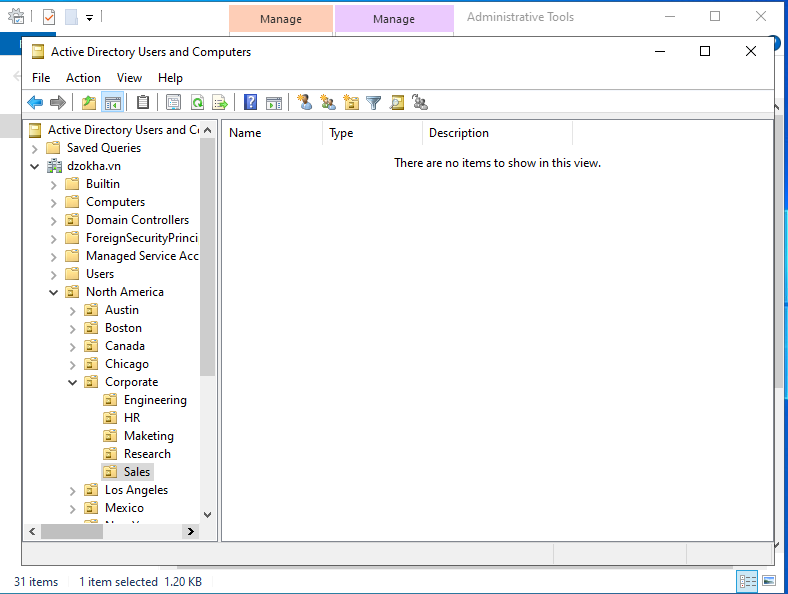 Manage
Manage
Administrative Tools
Active Directory Users and Computers
File Action View Help
Active Directory Users and Co
Saved Queries
dzokha.vn
Builtin
Computers
Domain Controllers
ForeignSecurityPrinci
Managed Service Acc
Users
North America
Austin
Boston
Canada
Chicago
Corporate
Engineering
HR
Maketing
Research
Sales
Los Angeles
Mexico
Name Type Description
There are no items to show in this view.
31 items 1 item selected 1.20 KB